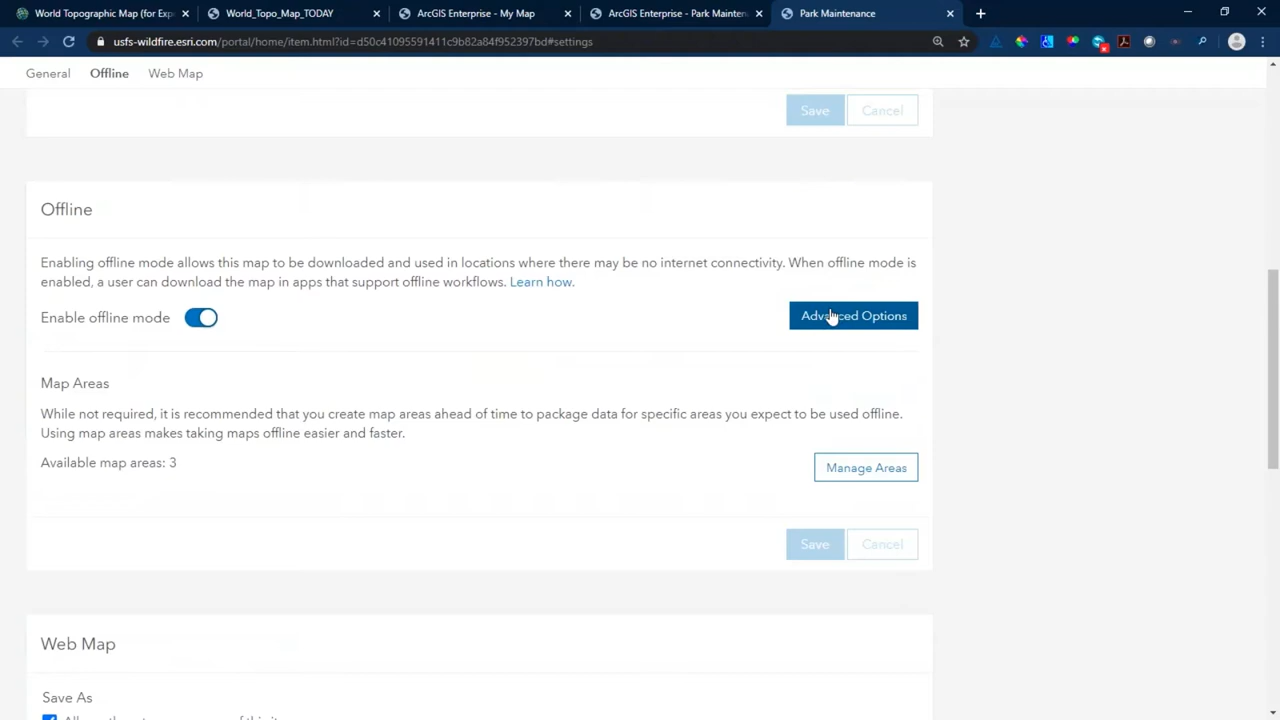 World Topographic Map (for Exp
World_Topo_Map_TODAY
ArcGIS Enterprise - My Map
ArcGIS Enterprise - Park Mainten
Park Maintenance
usfs-wildfire.esri.com/portal/home/item.html?id=d50c41095591411c9b82a84f952397bd#settings
General
Offline
Web Map
Save
Cancel
Offline
Enabling offline mode allows this map to be downloaded and used in locations where there may be no internet connectivity. When offline mode is
enabled, a user can download the map in apps that support offline workflows. Learn how.
Enable offline mode
Advanced Options
Map Areas
While not required, it is recommended that you create map areas ahead of time to package data for specific areas you expect to be used offline.
Using map areas makes taking maps offline easier and faster.
Available map areas: 3
Manage Areas
Save
Cancel
Web Map
Save As